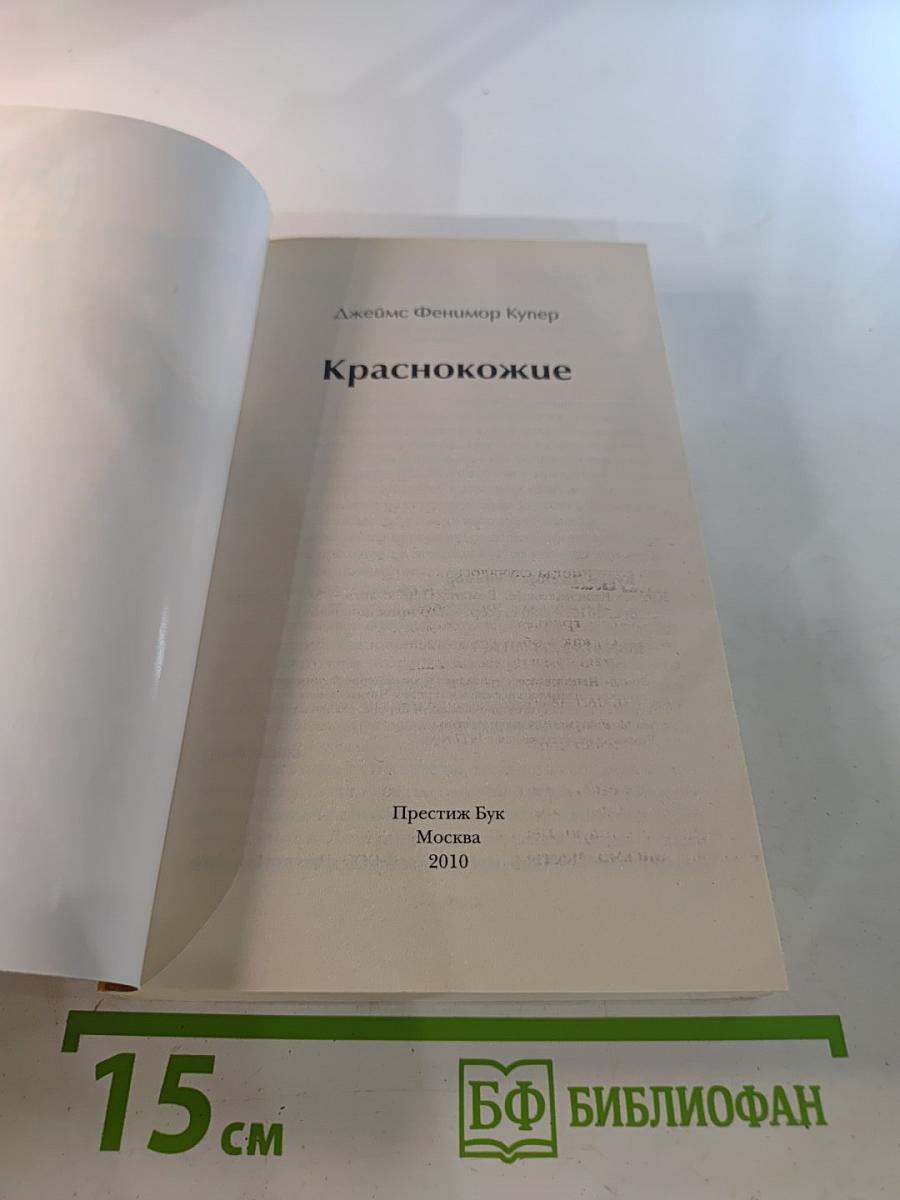 Джеймс Фенимор Купер
Краснокожие
Престиж Бук
Москва
2010
15 см
БФ БИБЛИОФАН